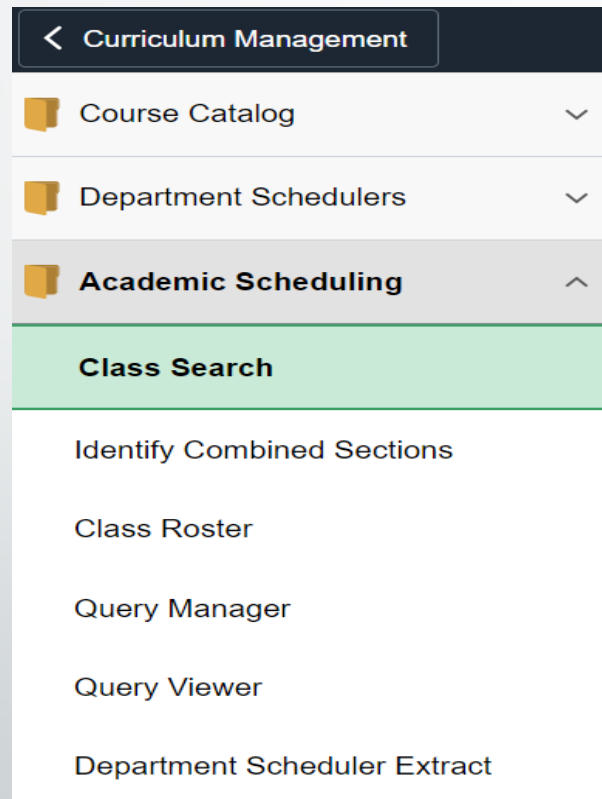 Curriculum Management
Course Catalog
Department Schedulers
Academic Scheduling
Class Search
Identify Combined Sections
Class Roster
Query Manager
Query Viewer
Department Scheduler Extract